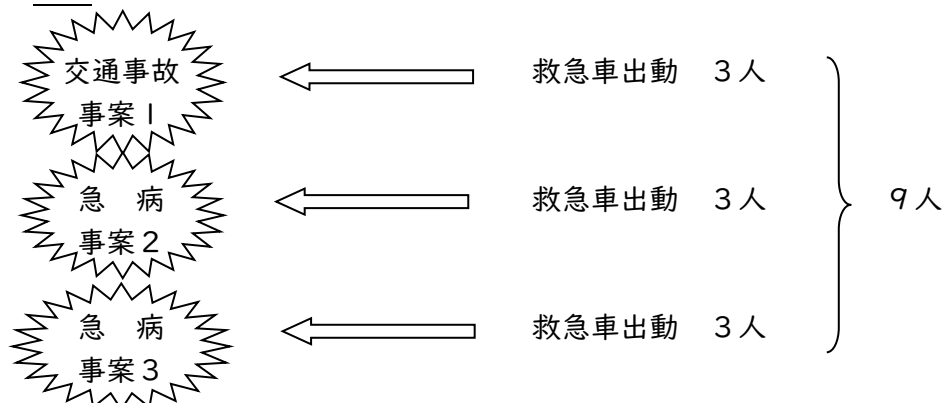 交通事故
事案１
救急車出動　３人
急　病
事案２
救急車出動　３人
９人
急　病
事案３
救急車出動　３人